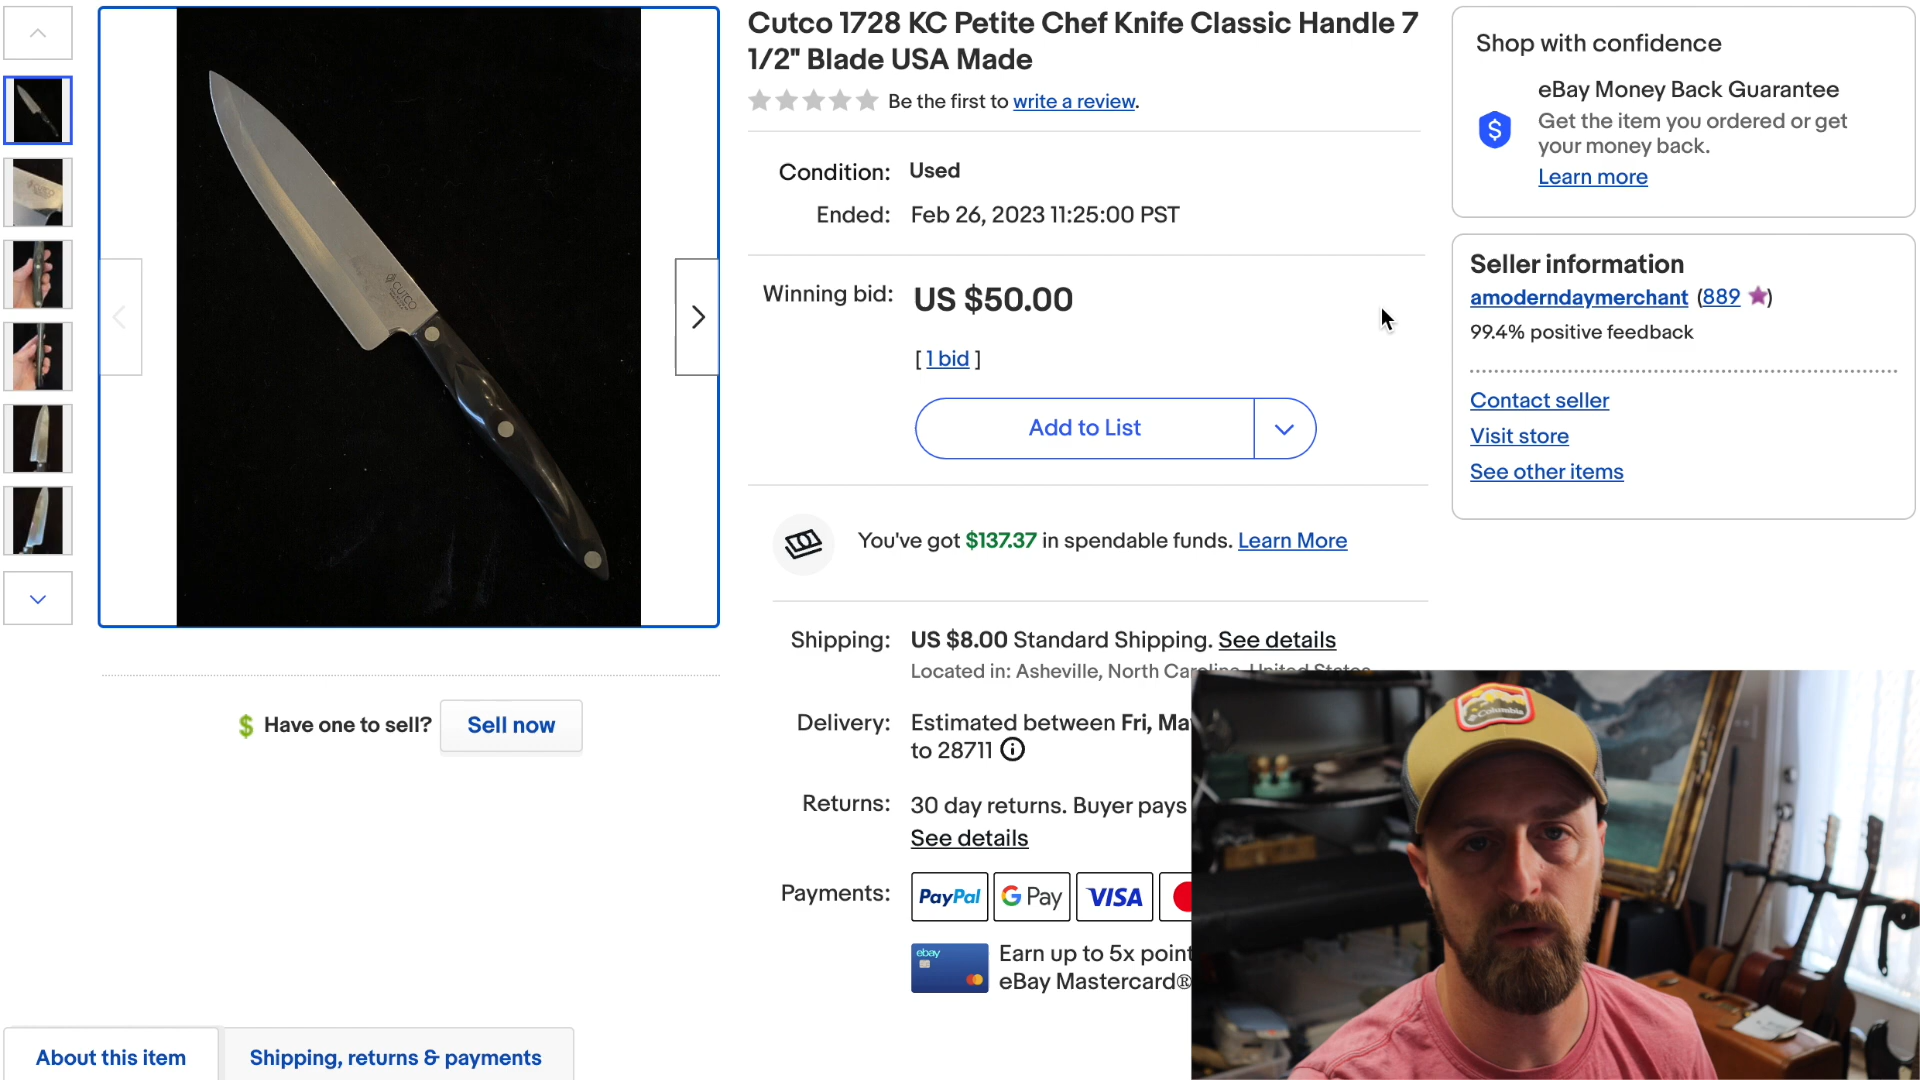 Cutco 1728 KC Petite Chef Knife Classic Handle 7
1/2" Blade USA Made
Be the first to write a review.
Condition: Used
Ended: Feb 26, 2023 11:25:00 PST
Winning bid: US $50.00
[ 1 bid ]
Add to List
You've got $137.37 in spendable funds. Learn More
Shipping: US $8.00 Standard Shipping. See details
Located in: Asheville, North Carolina, United States
Delivery: Estimated between Fri, Ma
to 28711
Returns: 30 day returns. Buyer pays
See details
Payments: PayPal G Pay VISA
ebay
Earn up to 5x point
eBay Mastercard®
Shop with confidence
eBay Money Back Guarantee
Get the item you ordered or get
your money back.
Learn more
Seller information
amoderndaymerchant (889)
99.4% positive feedback
Contact seller
Visit store
See other items
CUTCO
Have one to sell? Sell now
About this item
Shipping, returns & payments
Columbia